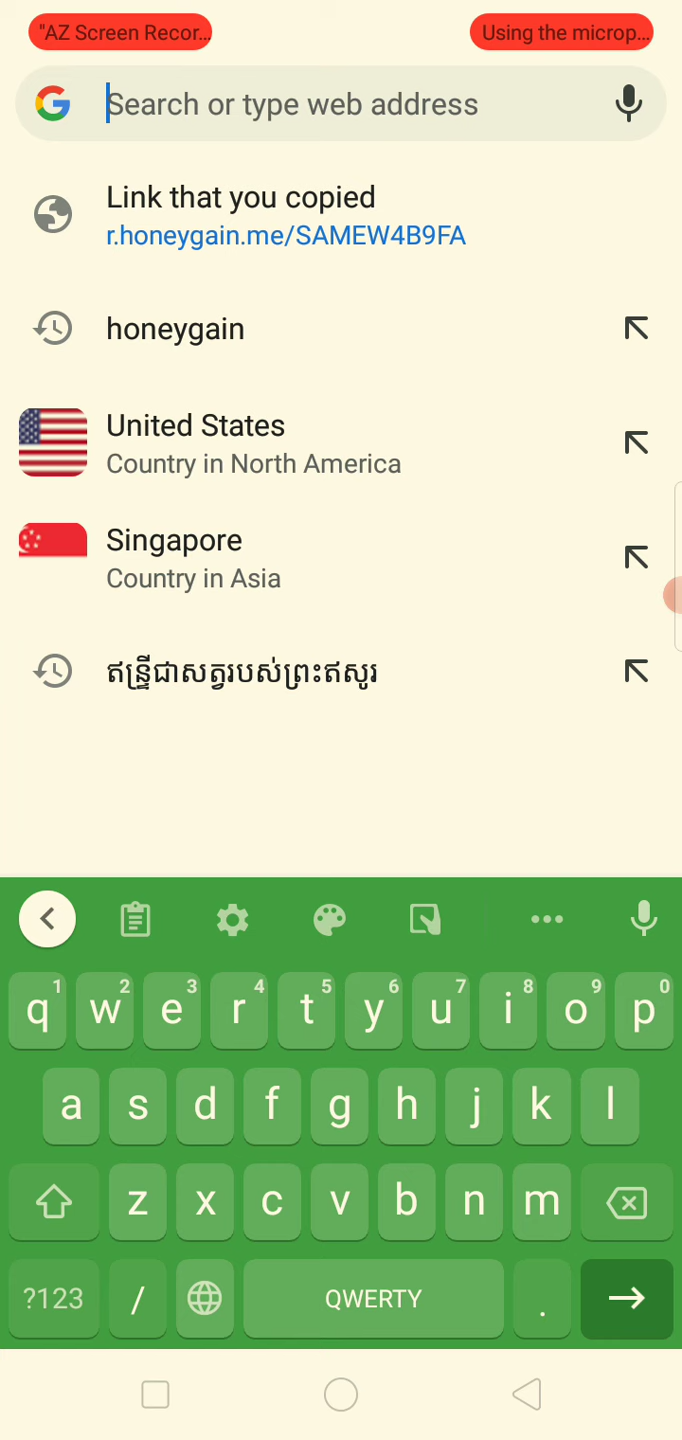 "AZ Screen Recor...
Using the microp...
Search or type web address
Link that you copied
r.honeygain.me/SAMEW4B9FA
honeygain
United States
Country in North America
Singapore
Country in Asia
ឥន្ទ្រីជាសត្វរបស់ព្រះឥសូរ
1 2 3 4 5 6 7 8 9 0
q w e r t y u i o p
a s d f g h j k l
z x c v b n m
?123 / QWERTY .